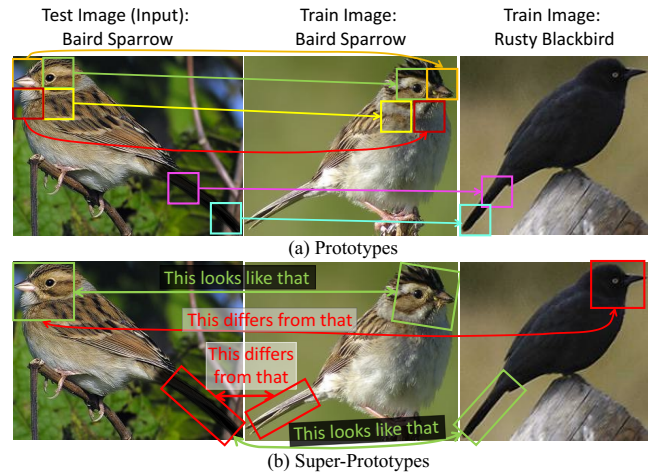 Test Image (Input):
Baird Sparrow
Train Image:
Baird Sparrow
Train Image:
Rusty Blackbird
(a) Prototypes
This looks like that
This differs from that
This differs
from that
This looks like that
(b) Super-Prototypes